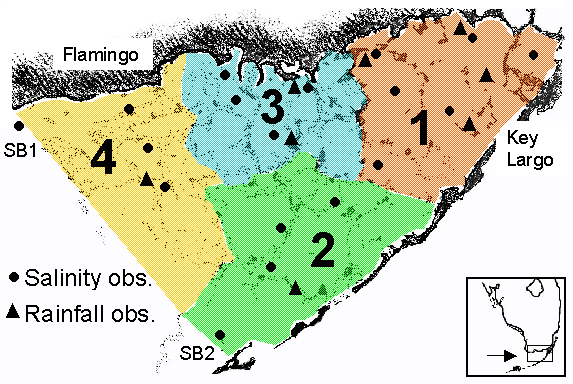 Flamingo
3
1
SB1
4
Key
Largo
2
Salinity obs.
Rainfall obs.
SB2